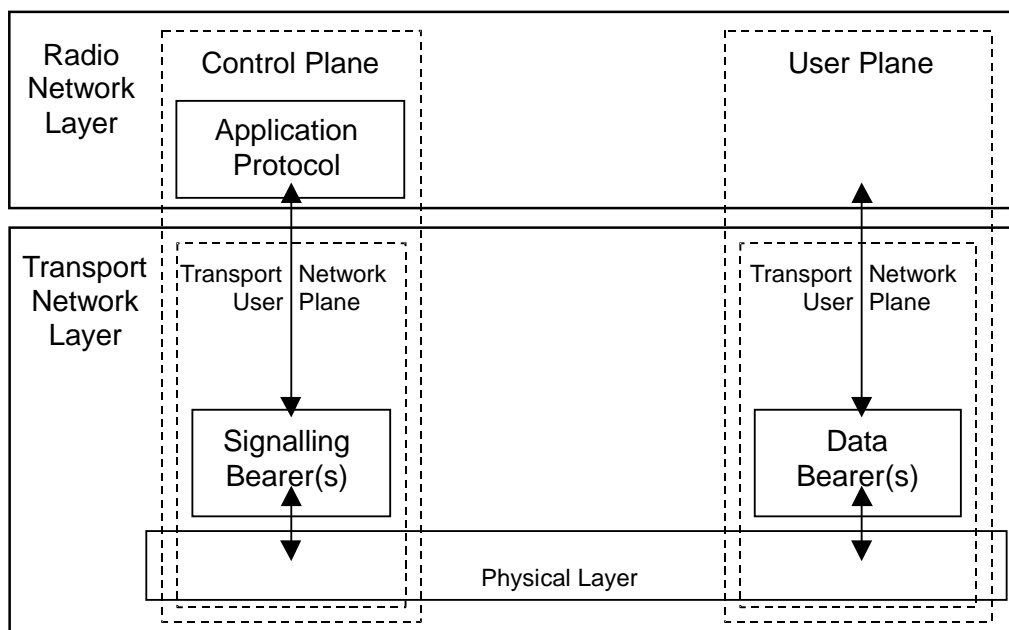 Radio
Network
Layer
Control Plane
User Plane
Application
Protocol
Transport
Network
Layer
Transport Network
User Plane
Transport Network
User Plane
Signalling
Bearer(s)
Data
Bearer(s)
Physical Layer